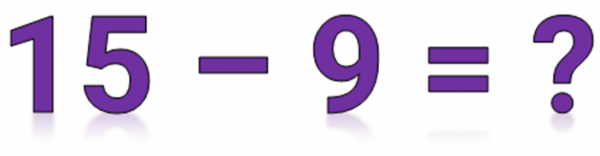 15 – 9 = ?